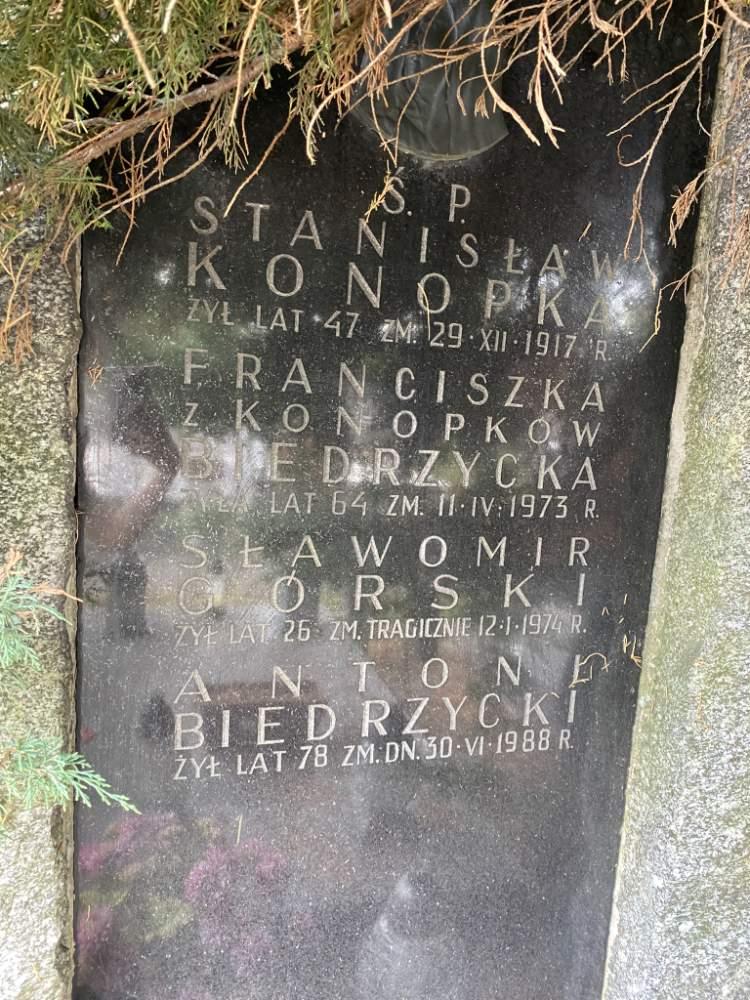 Ś. P.
STANISŁAW
KONOPKA
ŻYŁ LAT 47 ZM. 29·XII·1917 R.
FRANCISZKA
Z KONOPKÓW
BIEDRZYCKA
ŻYŁA LAT 64 ZM. 11·IV·1973 R.
SŁAWOMIR
GÓRSKI
ŻYŁ LAT 26 ZM. TRAGICZNIE 12·I·1974 R.
ANTONI
BIEDRZYCKI
ŻYŁ LAT 78 ZM. DN. 30·VI·1988 R.